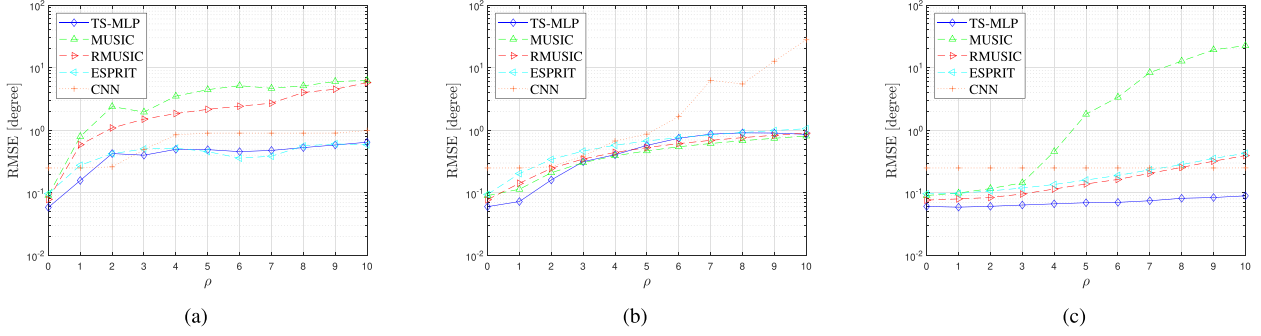 10^2
10^1
10^0
10^-1
10^-2
RMSE [degree]
TS-MLP
MUSIC
RMUSIC
ESPRIT
CNN
0 1 2 3 4 5 6 7 8 9 10
ρ
(a)
10^2
10^1
10^0
10^-1
10^-2
RMSE [degree]
TS-MLP
MUSIC
RMUSIC
ESPRIT
CNN
0 1 2 3 4 5 6 7 8 9 10
ρ
(b)
10^2
10^1
10^0
10^-1
10^-2
RMSE [degree]
TS-MLP
MUSIC
RMUSIC
ESPRIT
CNN
0 1 2 3 4 5 6 7 8 9 10
ρ
(c)